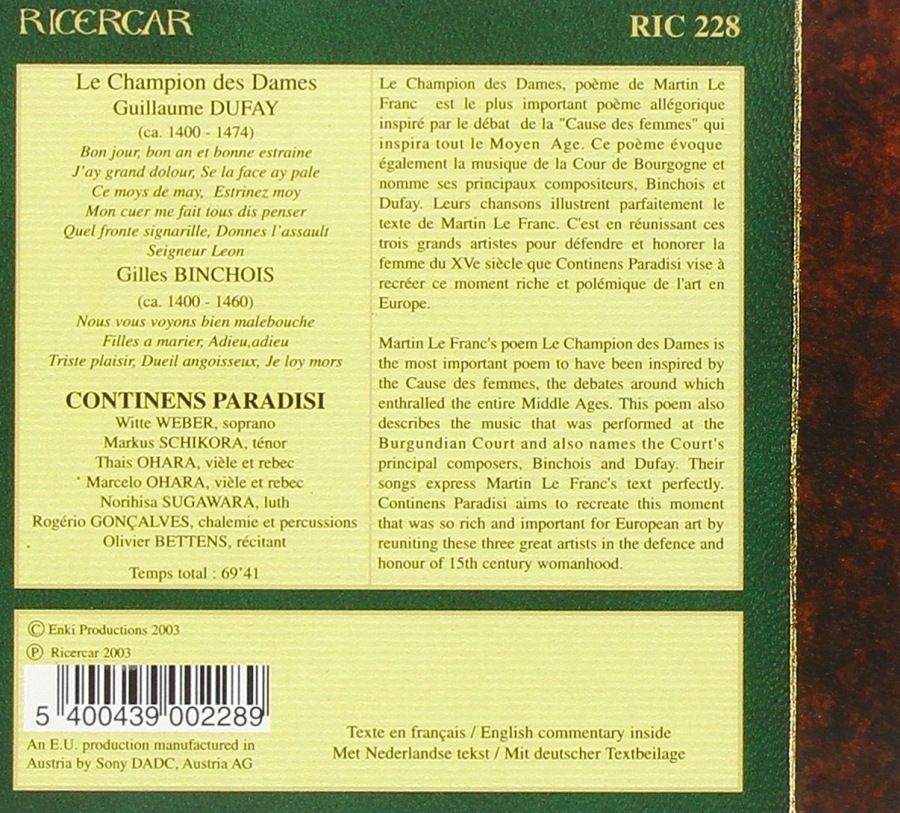 RICERCAR
RIC 228
Le Champion des Dames
Guillaume DUFAY
(ca. 1400 - 1474)
Bon jour, bon an et bonne estraine
J'ay grand dolour, Se la face ay pale
Ce moys de may, Estrinez moy
Mon cuer me fait tous dis penser
Quel fronte signarille, Donnes l'assault
Seigneur Leon
Gilles BINCHOIS
(ca. 1400 - 1460)
Nous vous voyons bien malebouche
Filles a marier, Adieu,adieu
Triste plaisir, Dueil angoisseux, Je loy mors
CONTINENS PARADISI
Witte WEBER, soprano
Markus SCHIKORA, ténor
Thais OHARA, vièle et rebec
Marcelo OHARA, vièle et rebec
Norihisa SUGAWARA, luth
Rogério GONÇALVES, chalemie et percussions
Olivier BETTENS, récitant
Temps total : 69'41
Le Champion des Dames, poème de Martin Le
Franc est le plus important poème allégorique
inspiré par le débat de la "Cause des femmes" qui
inspira tout le Moyen Age. Ce poème évoque
également la musique de la Cour de Bourgogne et
nomme ses principaux compositeurs, Binchois et
Dufay. Leurs chansons illustrent parfaitement le
texte de Martin Le Franc. C'est en réunissant ces
trois grands artistes pour défendre et honorer la
femme du XVe siècle que Continens Paradisi vise à
recréer ce moment riche et polémique de l'art en
Europe.
Martin Le Franc's poem Le Champion des Dames is
the most important poem to have been inspired by
the Cause des femmes, the debates around which
enthralled the entire Middle Ages. This poem also
describes the music that was performed at the
Burgundian Court and also names the Court's
principal composers, Binchois and Dufay. Their
songs express Martin Le Franc's text perfectly.
Continens Paradisi aims to recreate this moment
that was so rich and important for European art by
reuniting these three great artists in the defence and
honour of 15th century womanhood.
© Enki Productions 2003
℗ Ricercar 2003
5 400439 002289
An E.U. production manufactured in
Austria by Sony DADC, Austria AG
Texte en français / English commentary inside
Met Nederlandse tekst / Mit deutscher Textbeilage